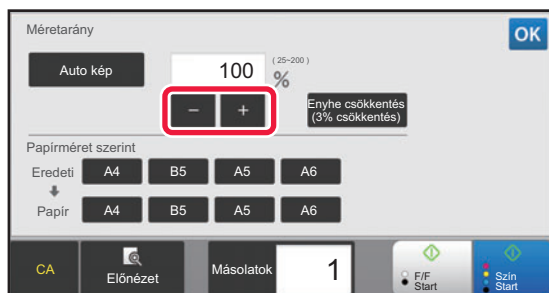 Méretarány
OK
Auto kép
100
(25~200)
%
− +
Enyhe csökkentés
(3% csökkentés)
Papírméret szerint
Eredeti A4 B5 A5 A6
Papír A4 B5 A5 A6
CA
Előnézet
Másolatok 1
F/F
Start
Szín
Start